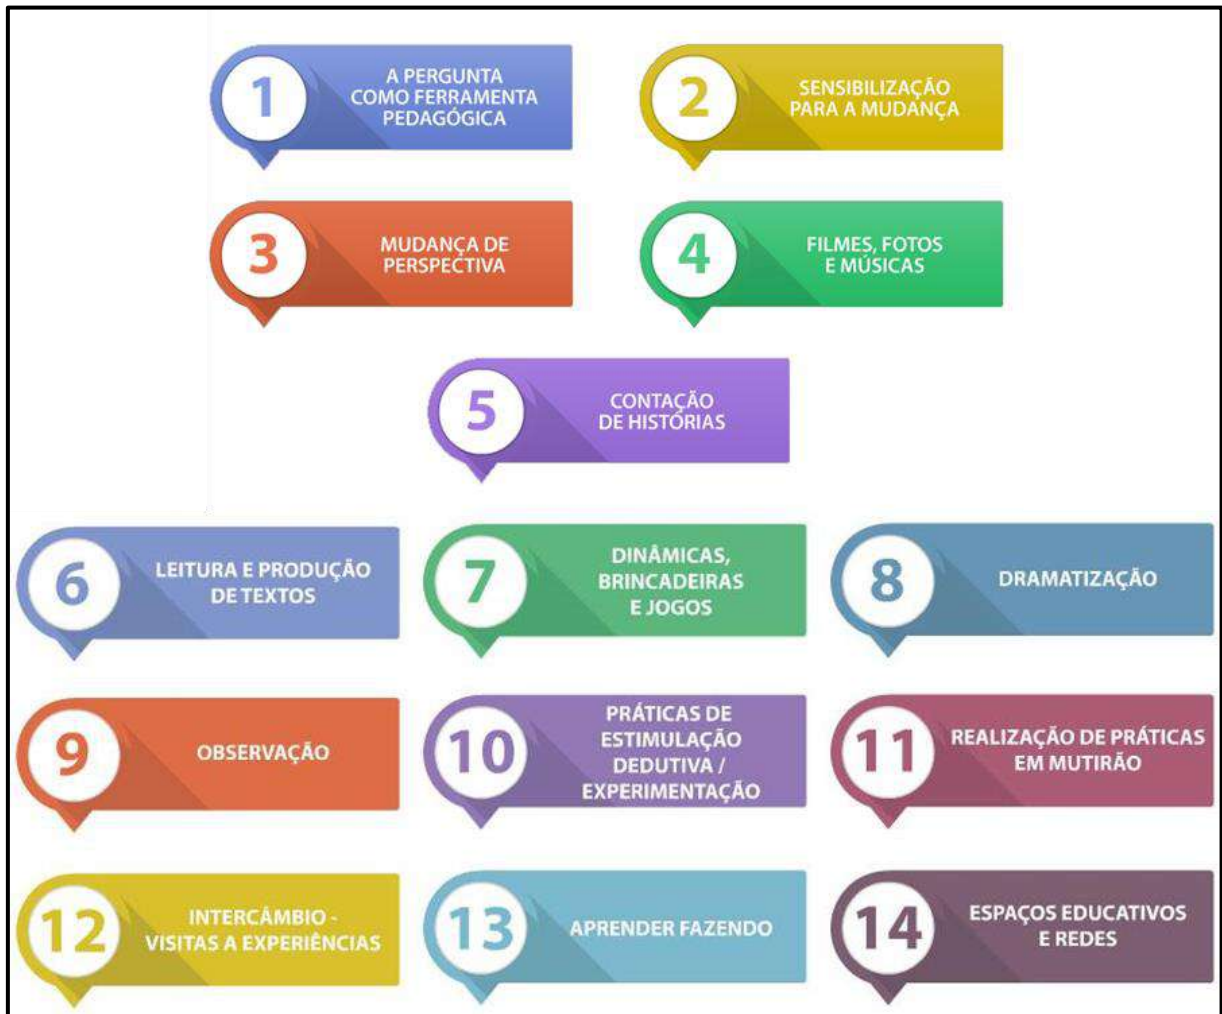 1
A PERGUNTA
COMO FERRAMENTA
PEDAGÓGICA
2
SENSIBILIZAÇÃO
PARA A MUDANÇA
3
MUDANÇA DE
PERSPECTIVA
4
FILMES, FOTOS
E MÚSICAS
5
CONTAÇÃO
DE HISTÓRIAS
6
LEITURA E PRODUÇÃO
DE TEXTOS
7
DINÂMICAS,
BRINCADEIRAS
E JOGOS
8
DRAMATIZAÇÃO
9
OBSERVAÇÃO
10
PRÁTICAS DE
ESTIMULAÇÃO
DEDUTIVA /
EXPERIMENTAÇÃO
11
REALIZAÇÃO DE PRÁTICAS
EM MUTIRÃO
12
INTERCÂMBIO -
VISITAS A EXPERIÊNCIAS
13
APRENDER FAZENDO
14
ESPAÇOS EDUCATIVOS
E REDES